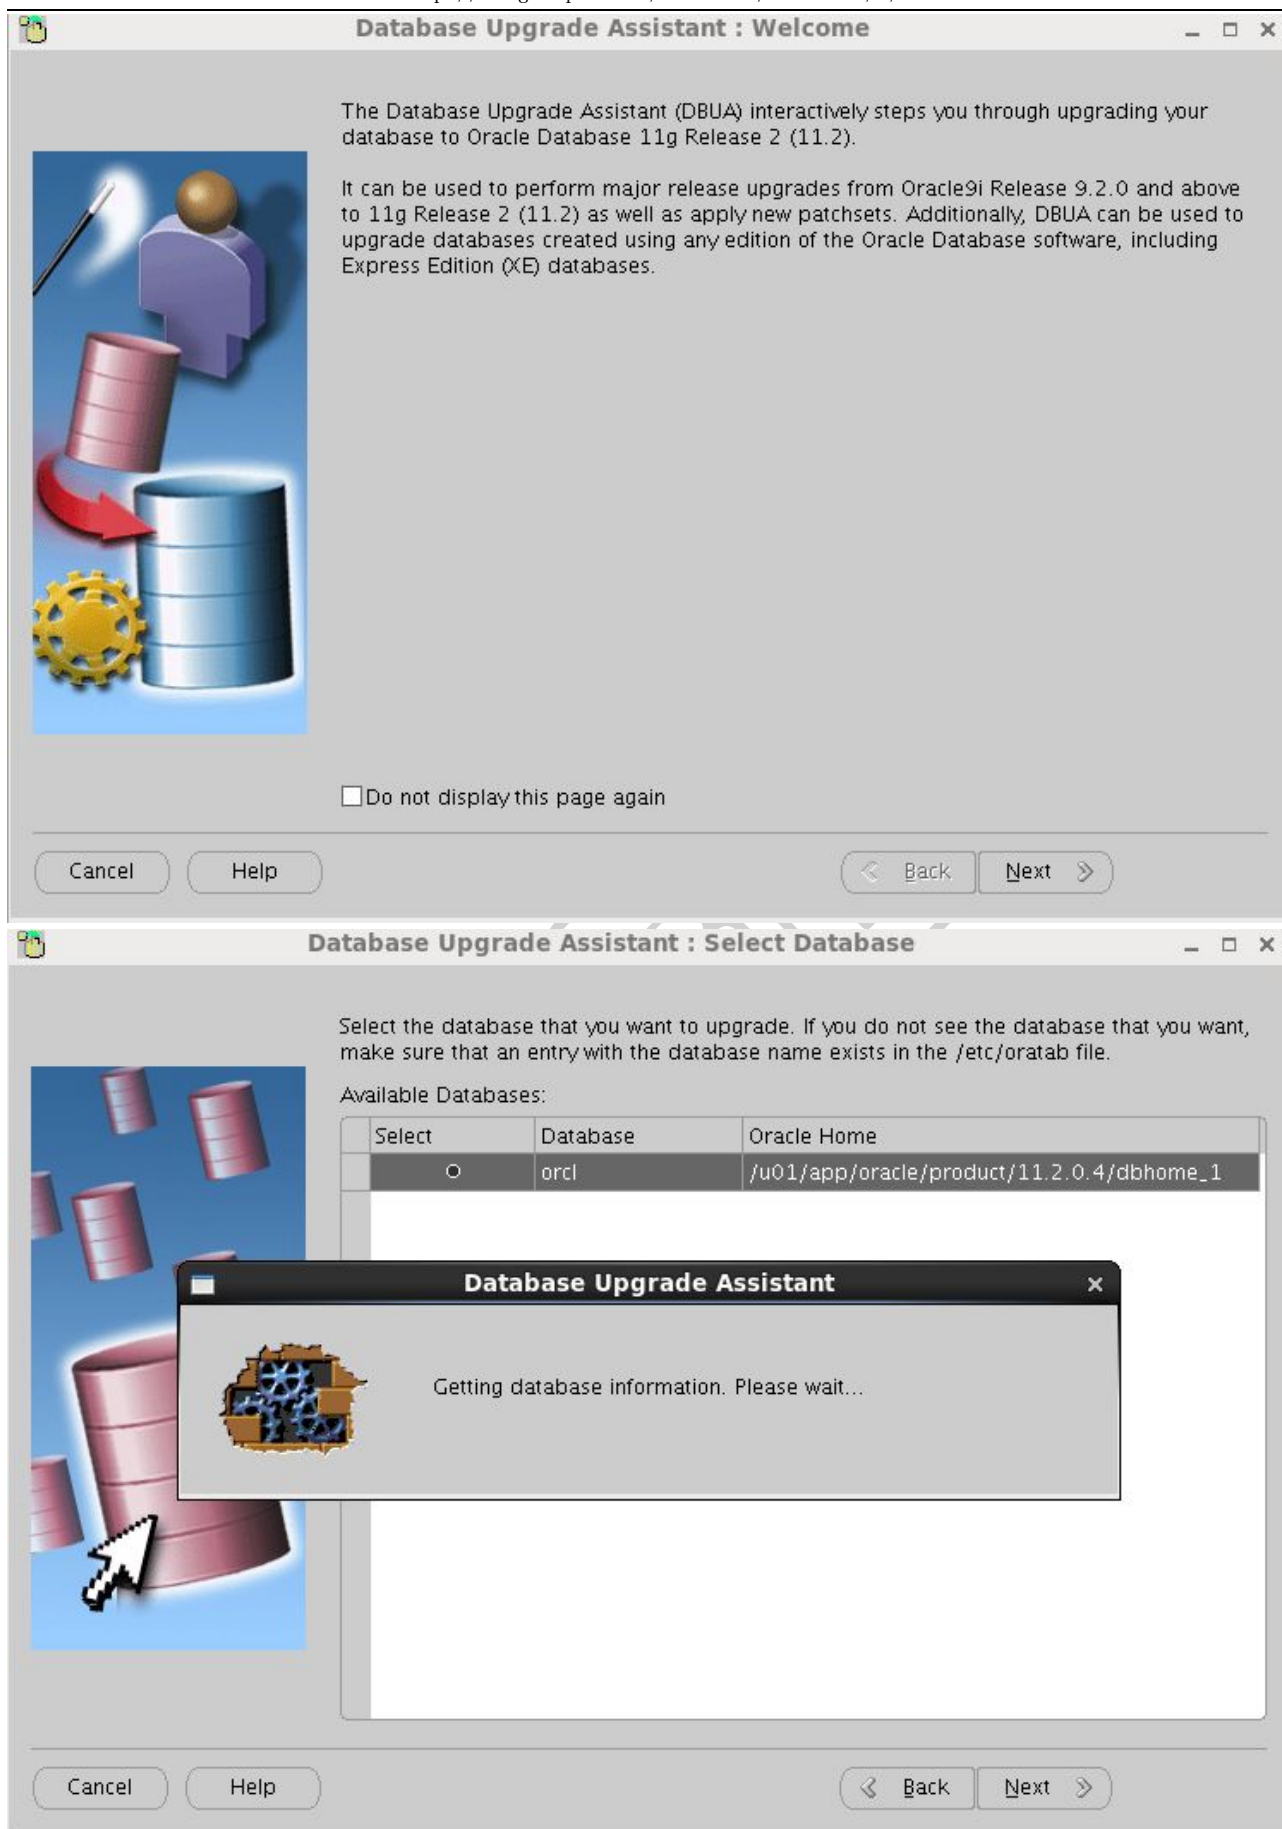 Database Upgrade Assistant : Welcome
The Database Upgrade Assistant (DBUA) interactively steps you through upgrading your
database to Oracle Database 11g Release 2 (11.2).
It can be used to perform major release upgrades from Oracle9i Release 9.2.0 and above
to 11g Release 2 (11.2) as well as apply new patchsets. Additionally, DBUA can be used to
upgrade databases created using any edition of the Oracle Database software, including
Express Edition (XE) databases.
Do not display this page again
Cancel Help Back Next
Database Upgrade Assistant : Select Database
Select the database that you want to upgrade. If you do not see the database that you want,
make sure that an entry with the database name exists in the /etc/oratab file.
Available Databases:
Select Database Oracle Home
orcl /u01/app/oracle/product/11.2.0.4/dbhome_1
Database Upgrade Assistant
Getting database information. Please wait...
Cancel Help Back Next